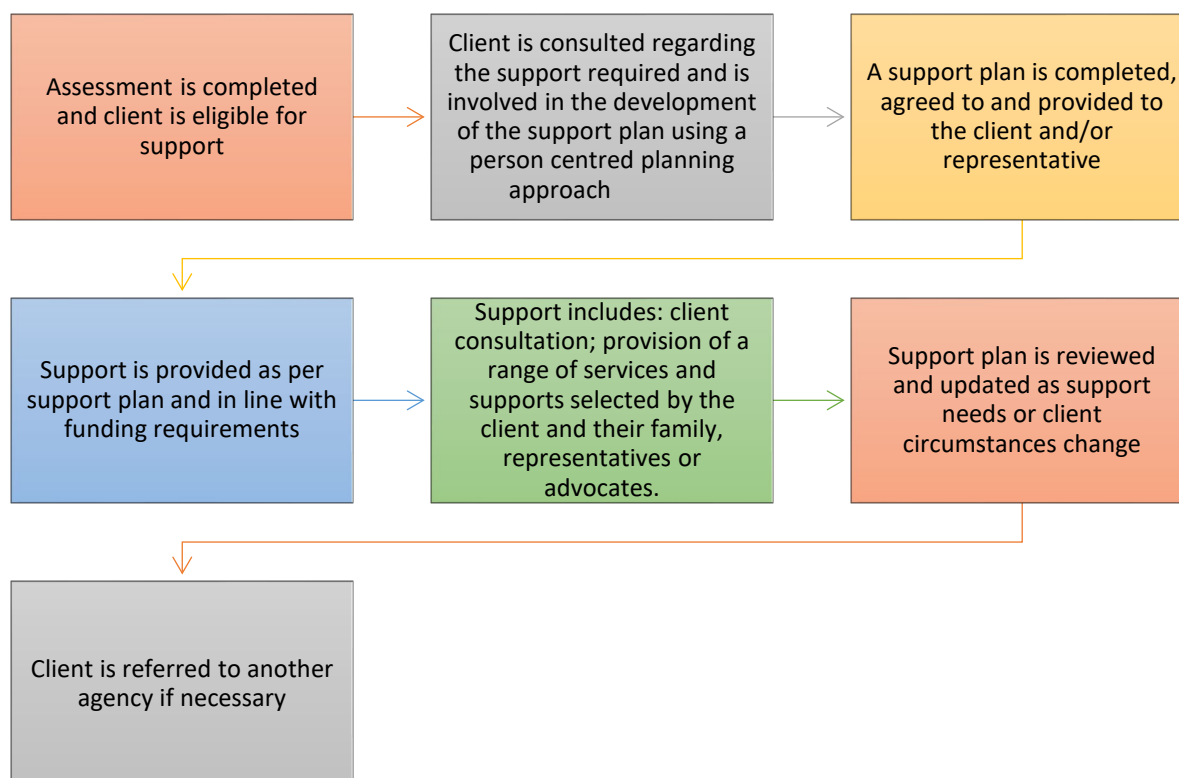 Assessment is completed
and client is eligible for
support
Client is consulted regarding
the support required and is
involved in the development
of the support plan using a
person centred planning
approach
A support plan is completed,
agreed to and provided to
the client and/or
representative
Support is provided as per
support plan and in line with
funding requirements
Support includes: client
consultation; provision of a
range of services and
supports selected by the
client and their family,
representatives or
advocates.
Support plan is reviewed
and updated as support
needs or client
circumstances change
Client is referred to another
agency if necessary